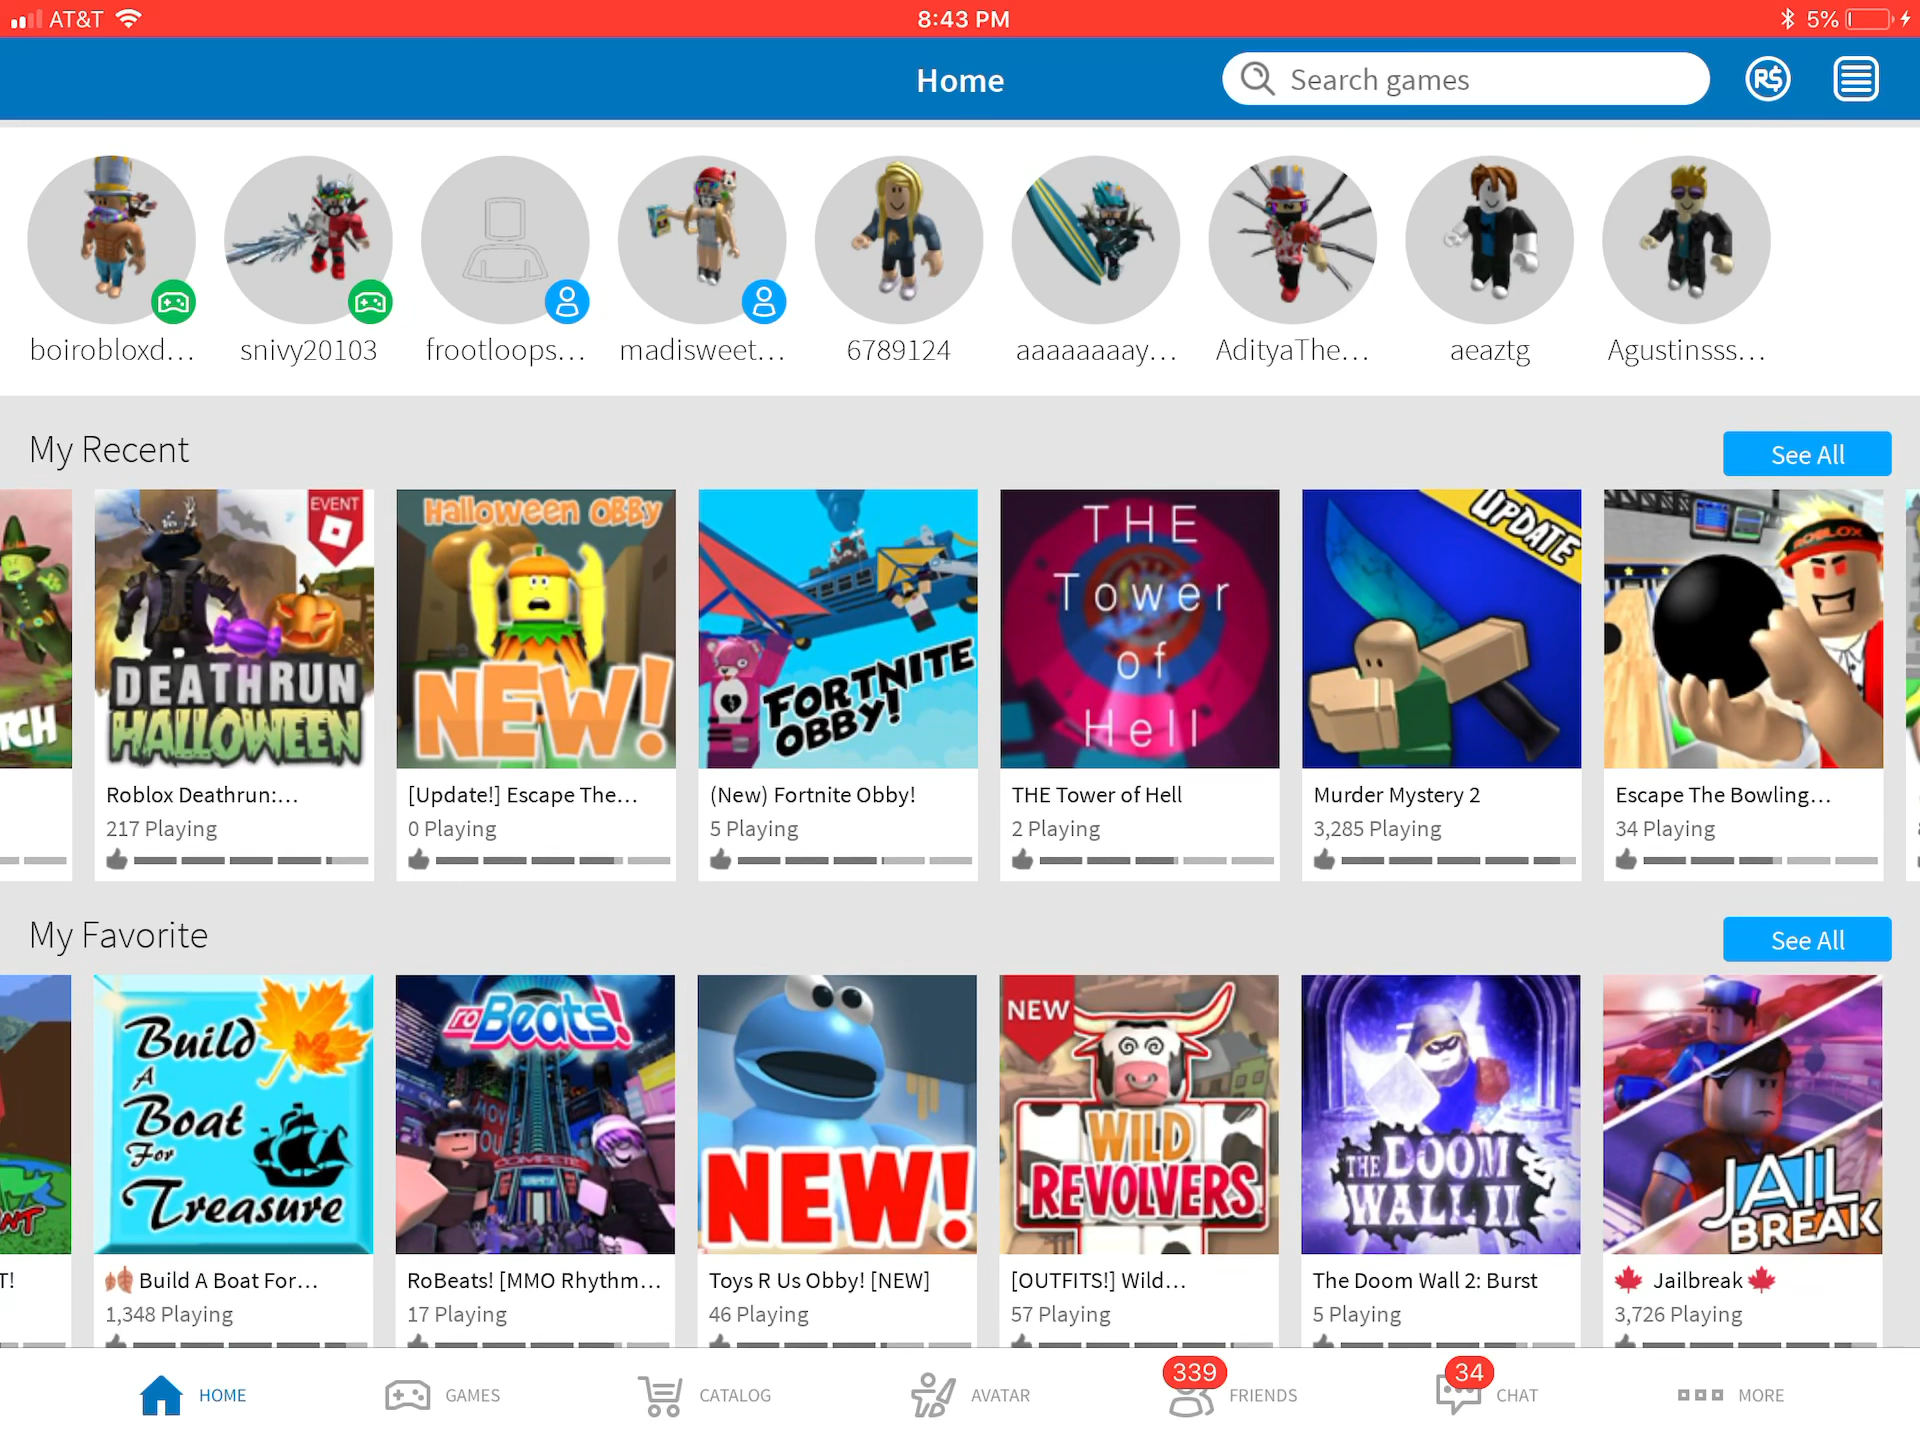 AT&T
8:43 PM
5%
Home
Search games
R$
boirobloxd...
snivy20103
frootloops...
madisweet...
6789124
aaaaaaaay...
AdityaThe...
aeaztg
Agustinsss...
My Recent
See All
TCH
EVENT
DEATHRUN
HALLOWEEN
Halloween OBBy
NEW!
FORTNITE
OBBY!
THE
Tower
of
Hell
UPDATE
ROBLOX
Roblox Deathrun:...
[Update!] Escape The...
(New) Fortnite Obby!
THE Tower of Hell
Murder Mystery 2
Escape The Bowling...
217 Playing
0 Playing
5 Playing
2 Playing
3,285 Playing
34 Playing
My Favorite
See All
NT
Build
A
Boat
For
Treasure
roBeats!
COMPETE
NEW!
NEW
WILD
REVOLVERS
THE DOOM
WALL II
JAIL
BREAK
T!
Build A Boat For...
RoBeats! [MMO Rhythm...
Toys R Us Obby! [NEW]
[OUTFITS!] Wild...
The Doom Wall 2: Burst
Jailbreak
1,348 Playing
17 Playing
46 Playing
57 Playing
5 Playing
3,726 Playing
HOME
GAMES
CATALOG
AVATAR
339
FRIENDS
34
CHAT
MORE